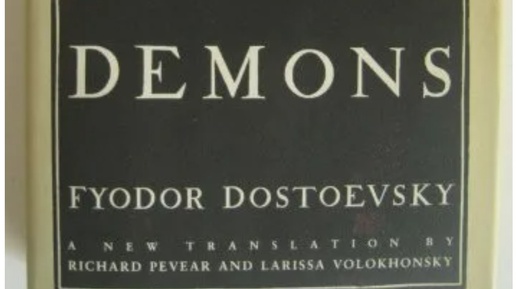 DEMONS
FYODOR DOSTOEVSKY
A NEW TRANSLATION BY
RICHARD PEVEAR AND LARISSA VOLOKHONSKY